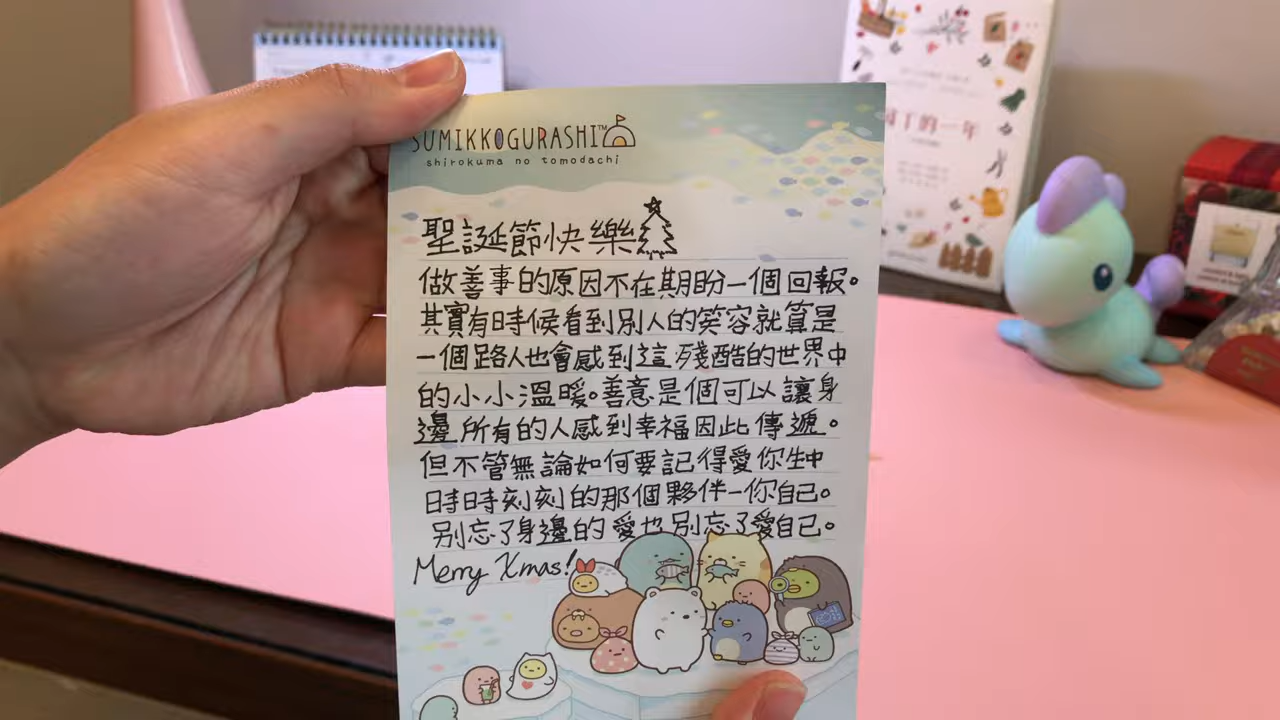 SUMIKKOGURASHI™
shirokuma no tomodachi
聖誕節快樂
做善事的原因不在期盼一個回報。
其實有時候看到別人的笑容就算是
一個路人也會感到這殘酷的世界中
的小小溫暖。善意是個可以讓身
邊所有的人感到幸福因此傳遞。
但不管無論如何要記得愛你生中
時時刻刻的那個夥伴—你自己。
別忘了身邊的愛也別忘了愛自己。
Merry Xmas!
的一年